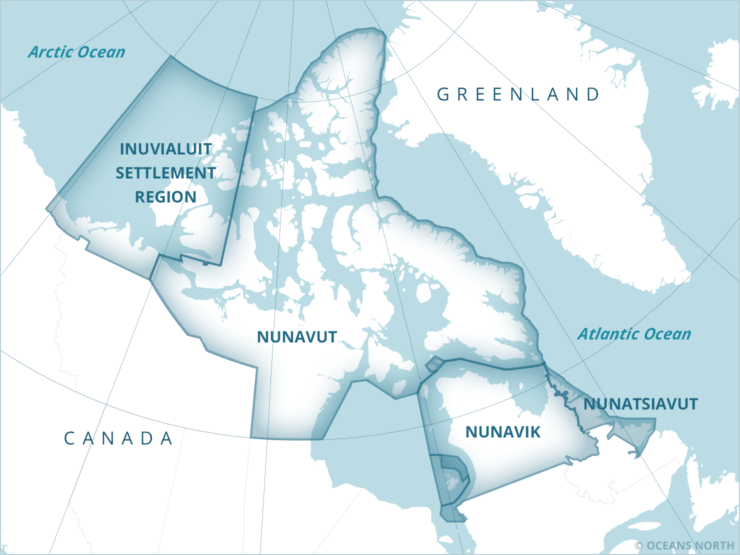 Arctic Ocean
GREENLAND
INUVIALUIT
SETTLEMENT
REGION
NUNAVUT
Atlantic Ocean
NUNATSIAVUT
CANADA
NUNAVIK
© OCEANS NORTH